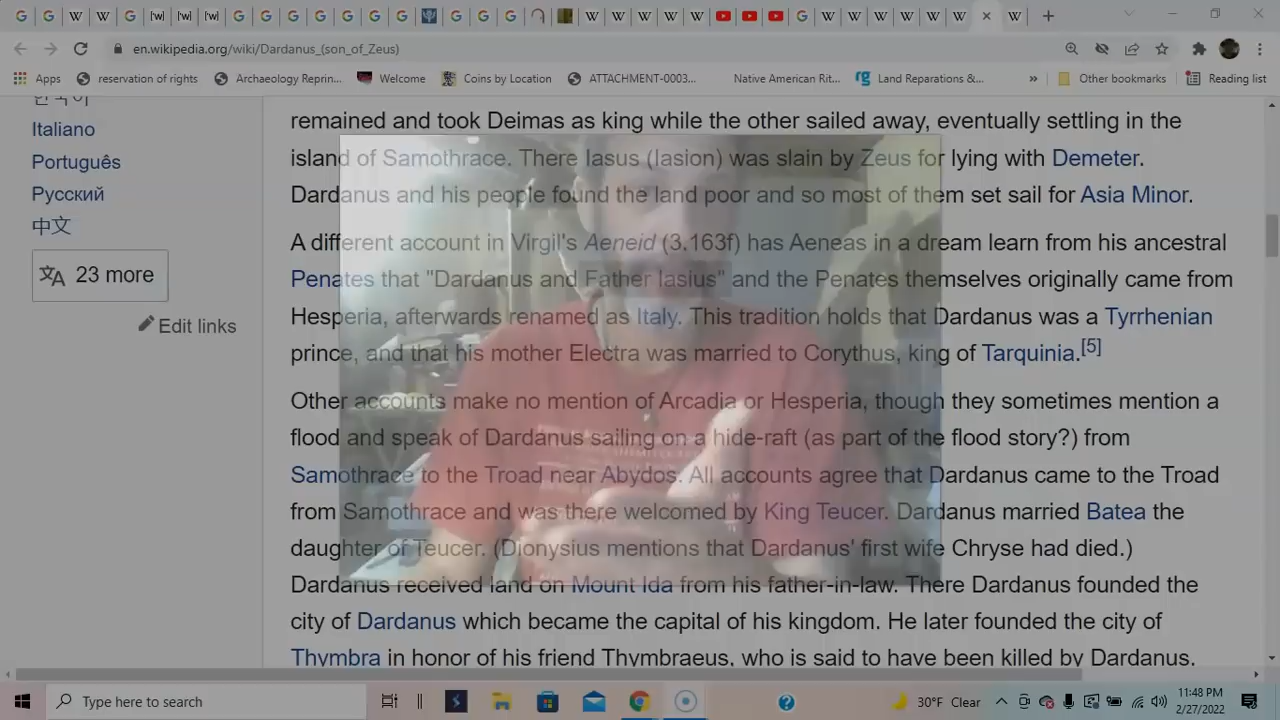 en.wikipedia.org/wiki/Dardanus_(son_of_Zeus)
Apps
reservation of rights
Archaeology Reprin...
Welcome
Coins by Location
ATTACHMENT-0003...
Native American Rit...
Land Reparations &...
»
Other bookmarks
Reading list
한국어
Italiano
Português
Русский
中文
23 more
Edit links
remained and took Deimas as king while the other sailed away, eventually settling in the
island of Samothrace. There Iasus (Iasion) was slain by Zeus for lying with Demeter.
Dardanus and his people found the land poor and so most of them set sail for Asia Minor.
A different account in Virgil's Aeneid (3.163f) has Aeneas in a dream learn from his ancestral
Penates that "Dardanus and Father Iasius" and the Penates themselves originally came from
Hesperia, afterwards renamed as Italy. This tradition holds that Dardanus was a Tyrrhenian
prince, and that his mother Electra was married to Corythus, king of Tarquinia.[5]
Other accounts make no mention of Arcadia or Hesperia, though they sometimes mention a
flood and speak of Dardanus sailing on a hide-raft (as part of the flood story?) from
Samothrace to the Troad near Abydos. All accounts agree that Dardanus came to the Troad
from Samothrace and was there welcomed by King Teucer. Dardanus married Batea the
daughter of Teucer. (Dionysius mentions that Dardanus' first wife Chryse had died.)
Dardanus received land on Mount Ida from his father-in-law. There Dardanus founded the
city of Dardanus which became the capital of his kingdom. He later founded the city of
Thymbra in honor of his friend Thymbraeus, who is said to have been killed by Dardanus.
Type here to search
30°F Clear
11:48 PM
2/27/2022